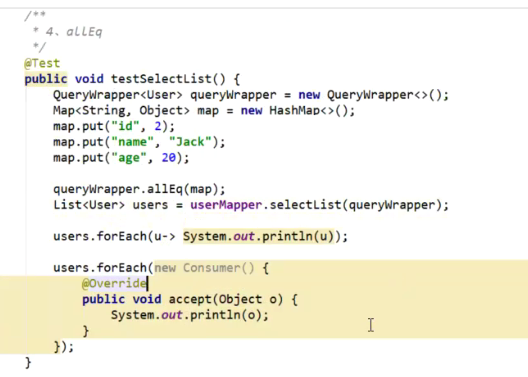 /**
 * 4、allEq
 */
@Test
public void testSelectList() {
    QueryWrapper<User> queryWrapper = new QueryWrapper<>();
    Map<String, Object> map = new HashMap<>();
    map.put("id", 2);
    map.put("name", "Jack");
    map.put("age", 20);

    queryWrapper.allEq(map);
    List<User> users = userMapper.selectList(queryWrapper);

    users.forEach(u-> System.out.println(u));

    users.forEach(new Consumer() {
        @Override
        public void accept(Object o) {
            System.out.println(o);
        }
    });
}